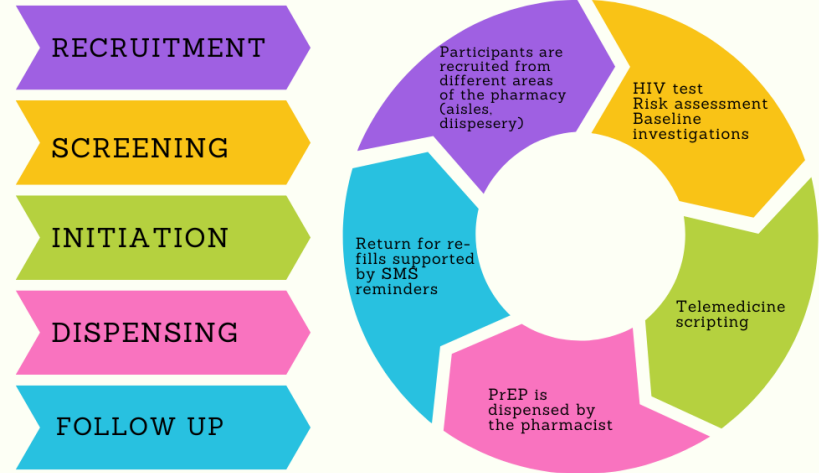 RECRUITMENT
SCREENING
INITIATION
DISPENSING
FOLLOW UP
Participants are
recruited from
different areas
of the pharmacy
(aisles,
diispesery)
HIV test
Risk assessment
Baseline
investigations
Telemedicine
scripting
PrEP is
dispensed by
the pharmacist
Return for re-
fills supported
by SMS
reminders